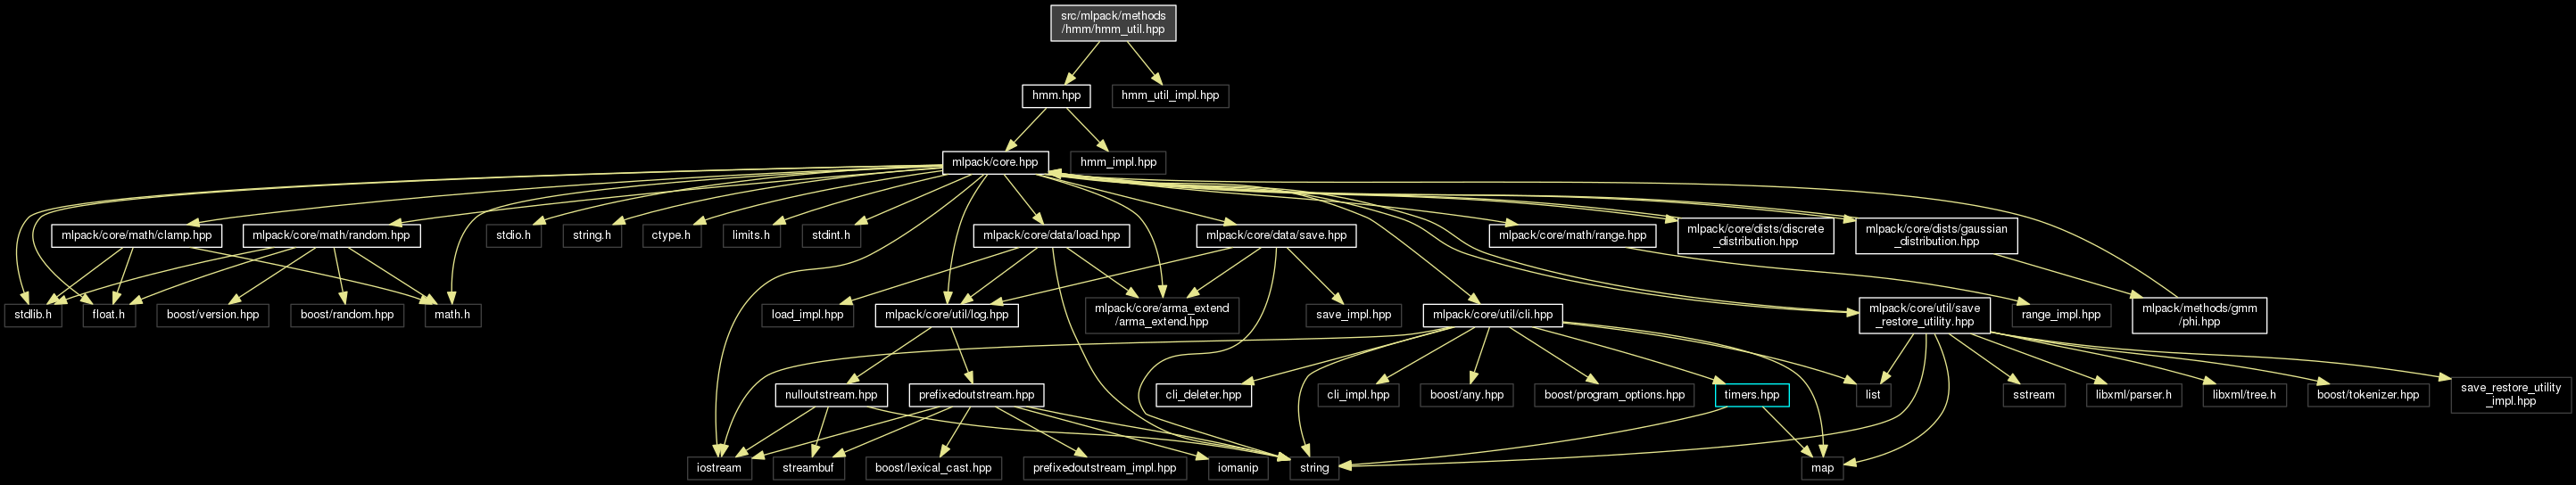 src/mlpack/methods
/hmm/hmm_util.hpp
hmm.hpp
hmm_util_impl.hpp
mlpack/core.hpp
hmm_impl.hpp
mlpack/core/math/clamp.hpp
mlpack/core/math/random.hpp
stdio.h
string.h
ctype.h
limits.h
stdint.h
mlpack/core/data/load.hpp
mlpack/core/data/save.hpp
mlpack/core/math/range.hpp
mlpack/core/dists/discrete
_distribution.hpp
mlpack/core/dists/gaussian
_distribution.hpp
stdlib.h
float.h
boost/version.hpp
boost/random.hpp
math.h
load_impl.hpp
mlpack/core/util/log.hpp
mlpack/core/arma_extend
/arma_extend.hpp
save_impl.hpp
mlpack/core/util/cli.hpp
mlpack/core/util/save
_restore_utility.hpp
range_impl.hpp
mlpack/methods/gmm
/phi.hpp
nulloutstream.hpp
prefixedoutstream.hpp
cli_deleter.hpp
cli_impl.hpp
boost/any.hpp
boost/program_options.hpp
timers.hpp
list
sstream
libxml/parser.h
libxml/tree.h
boost/tokenizer.hpp
save_restore_utility
_impl.hpp
iostream
streambuf
boost/lexical_cast.hpp
prefixedoutstream_impl.hpp
iomanip
string
map